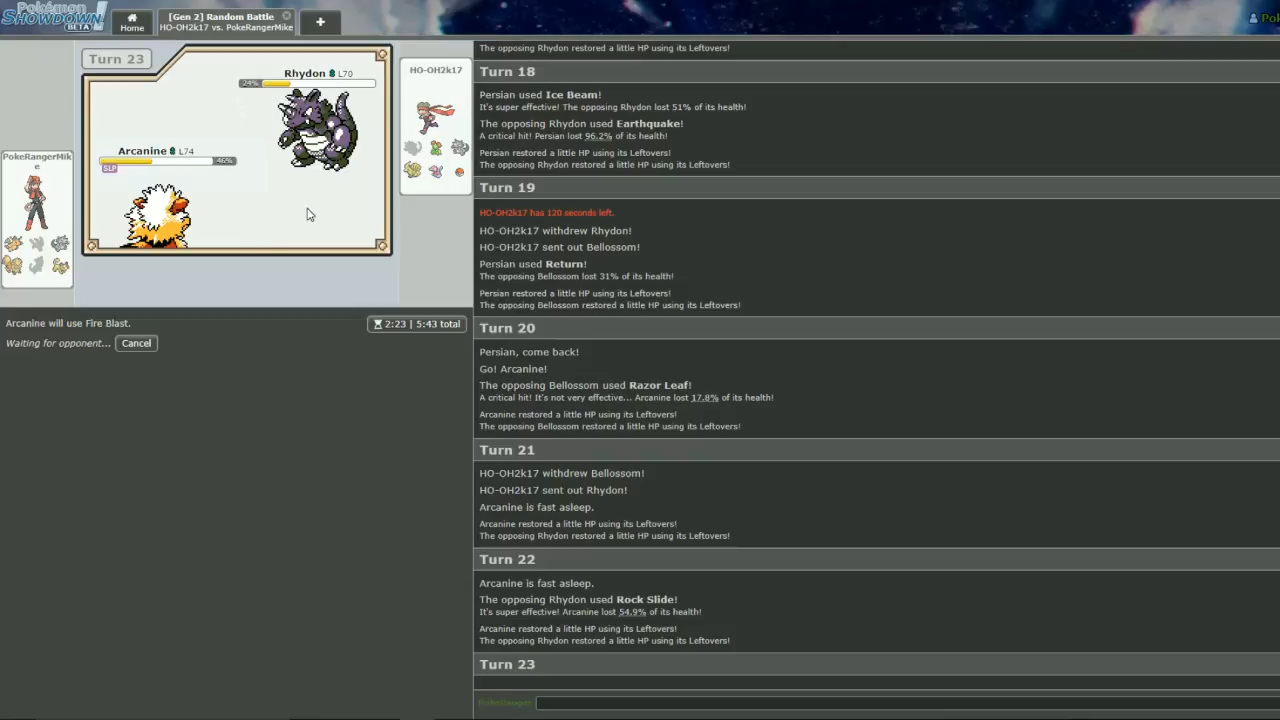 Pokémon
SHOWDOWN!
BETA
Home
[Gen 2] Random Battle
HO-OH2k17 vs. PokeRangerMike
+
Turn 23
Rhydon L70
24%
Arcanine L74
46%
SLP
PokeRangerMik
e
HO-OH2k17
Arcanine will use Fire Blast.
2:23 | 5:43 total
Waiting for opponent... Cancel
The opposing Rhydon restored a little HP using its Leftovers!
Turn 18
Persian used Ice Beam!
It's super effective! The opposing Rhydon lost 51% of its health!
The opposing Rhydon used Earthquake!
A critical hit! Persian lost 96.2% of its health!
Persian restored a little HP using its Leftovers!
The opposing Rhydon restored a little HP using its Leftovers!
Turn 19
HO-OH2k17 has 120 seconds left.
HO-OH2k17 withdrew Rhydon!
HO-OH2k17 sent out Bellossom!
Persian used Return!
The opposing Bellossom lost 31% of its health!
Persian restored a little HP using its Leftovers!
The opposing Bellossom restored a little HP using its Leftovers!
Turn 20
Persian, come back!
Go! Arcanine!
The opposing Bellossom used Razor Leaf!
A critical hit! It's not very effective... Arcanine lost 17.8% of its health!
Arcanine restored a little HP using its Leftovers!
The opposing Bellossom restored a little HP using its Leftovers!
Turn 21
HO-OH2k17 withdrew Bellossom!
HO-OH2k17 sent out Rhydon!
Arcanine is fast asleep.
Arcanine restored a little HP using its Leftovers!
The opposing Rhydon restored a little HP using its Leftovers!
Turn 22
Arcanine is fast asleep.
The opposing Rhydon used Rock Slide!
It's super effective! Arcanine lost 54.9% of its health!
Arcanine restored a little HP using its Leftovers!
The opposing Rhydon restored a little HP using its Leftovers!
Turn 23